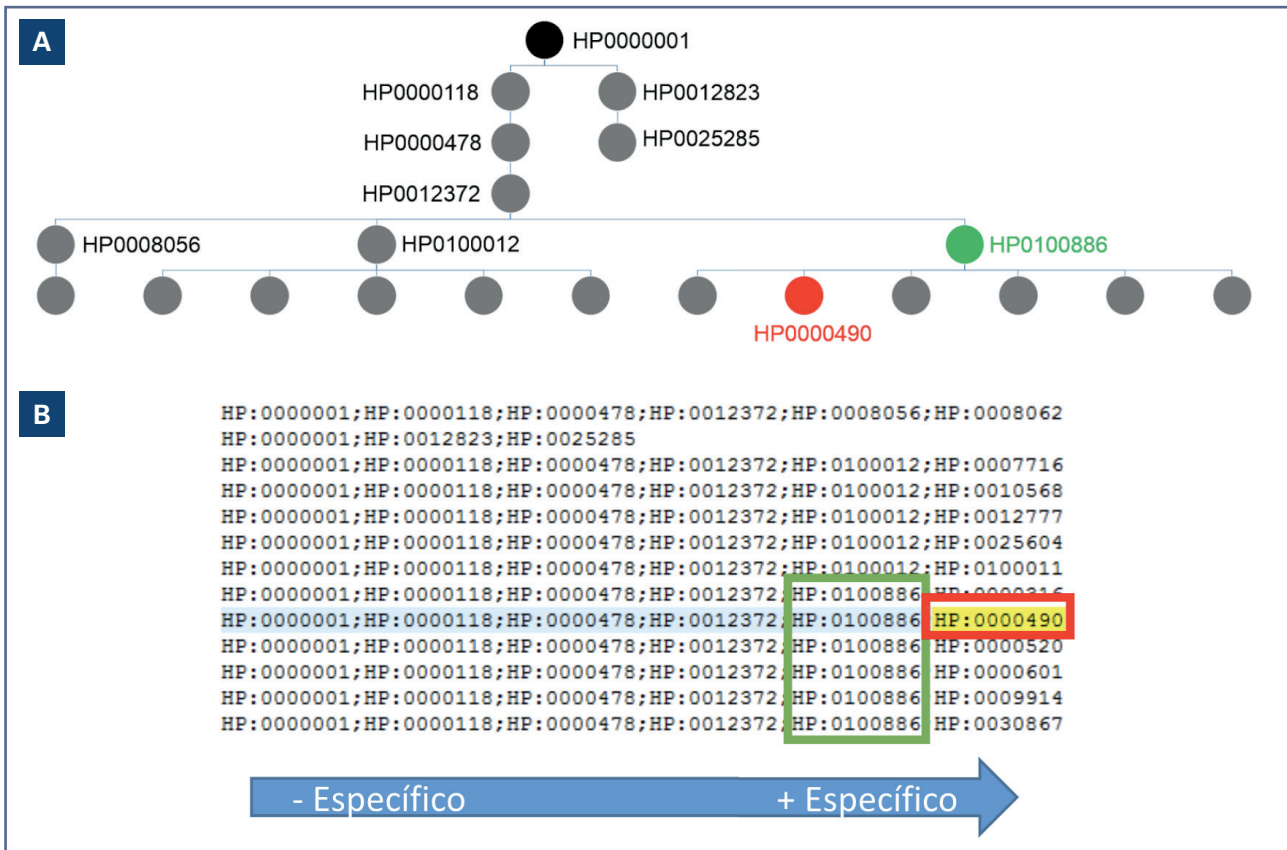 A
HP0000001
HP0000118
HP0012823
HP0000478
HP0025285
HP0012372
HP0008056
HP0100012
HP0100886
HP0000490
B
HP:0000001;HP:0000118;HP:0000478;HP:0012372;HP:0008056;HP:0008062
HP:0000001;HP:0012823;HP:0025285
HP:0000001;HP:0000118;HP:0000478;HP:0012372;HP:0100012;HP:0007716
HP:0000001;HP:0000118;HP:0000478;HP:0012372;HP:0100012;HP:0010568
HP:0000001;HP:0000118;HP:0000478;HP:0012372;HP:0100012;HP:0012777
HP:0000001;HP:0000118;HP:0000478;HP:0012372;HP:0100012;HP:0025604
HP:0000001;HP:0000118;HP:0000478;HP:0012372;HP:0100012;HP:0100011
HP:0000001;HP:0000118;HP:0000478;HP:0012372;HP:0100886;HP:0000316
HP:0000001;HP:0000118;HP:0000478;HP:0012372;HP:0100886;HP:0000490
HP:0000001;HP:0000118;HP:0000478;HP:0012372;HP:0100886;HP:0000520
HP:0000001;HP:0000118;HP:0000478;HP:0012372;HP:0100886;HP:0000601
HP:0000001;HP:0000118;HP:0000478;HP:0012372;HP:0100886;HP:0009914
HP:0000001;HP:0000118;HP:0000478;HP:0012372;HP:0100886;HP:0030867
- Específico
+ Específico